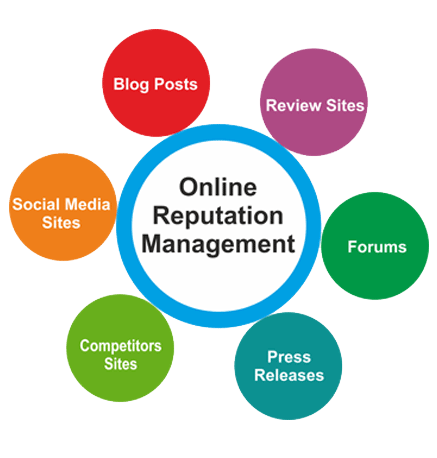 Blog Posts
Review Sites
Online
Reputation
Management
Social Media
Sites
Forums
Competitors
Sites
Press
Releases